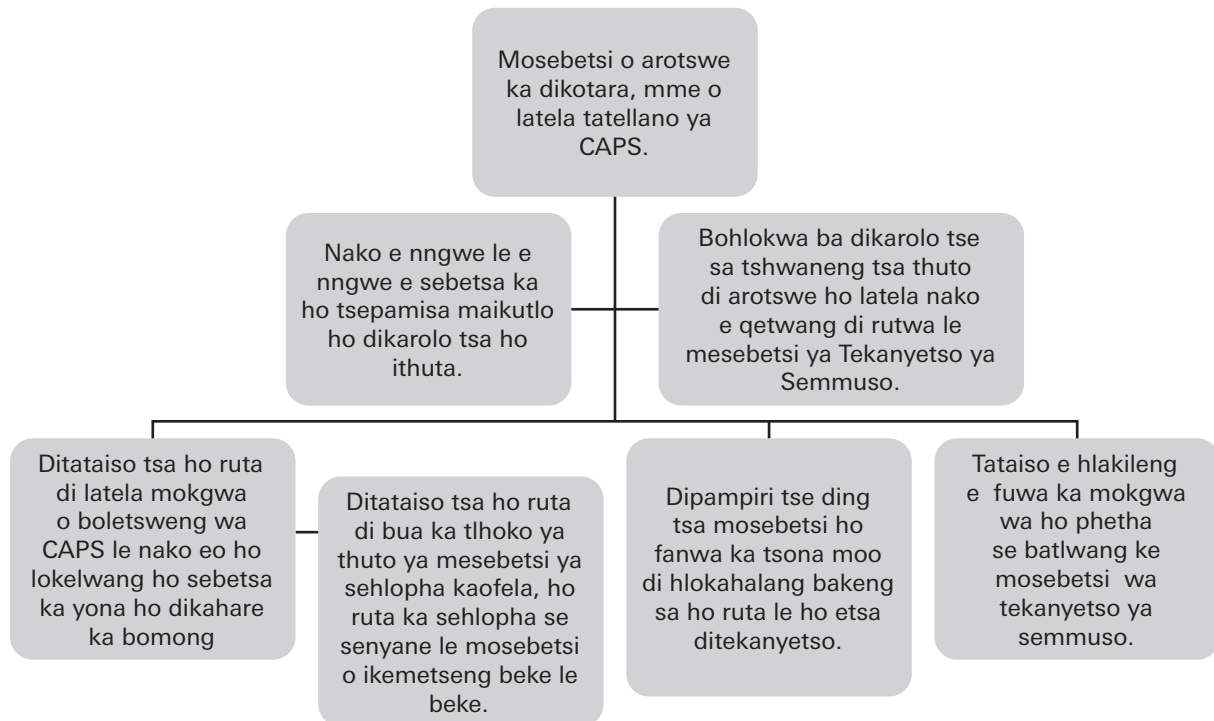 Mosebetsi o arotswe
ka dikotara, mme o
latela tatellano ya
CAPS.
Nako e nngwe le e
nngwe e sebetsa ka
ho tsepamisa maikutlo
ho dikarolo tsa ho
ithuta.
Bohlokwa ba dikarolo tse
sa tshwaneng tsa thuto
di arotswe ho latela nako
e qetwang di rutwa le
mesebetsi ya Tekanyetso ya
Semmuso.
Ditataiso tsa ho ruta
di latela mokgwa
o boletsweng wa
CAPS le nako eo ho
lokelwang ho sebetsa
ka yona ho dikahare
ka bomong
Ditataiso tsa ho ruta
di bua ka tlhoko ya
thuto ya mesebetsi ya
sehlopha kaofela, ho
ruta ka sehlopha se
senyane le mosebetsi
o ikemetseng beke le
beke.
Dipampiri tse ding
tsa mosebetsi ho
fanwa ka tsona moo
di hlokahalang bakeng
sa ho ruta le ho etsa
ditekanyetso.
Tataiso e hlakileng
e fuwa ka mokgwa
wa ho phetha
se batlwang ke
mosebetsi wa
tekanyetso ya
semmuso.